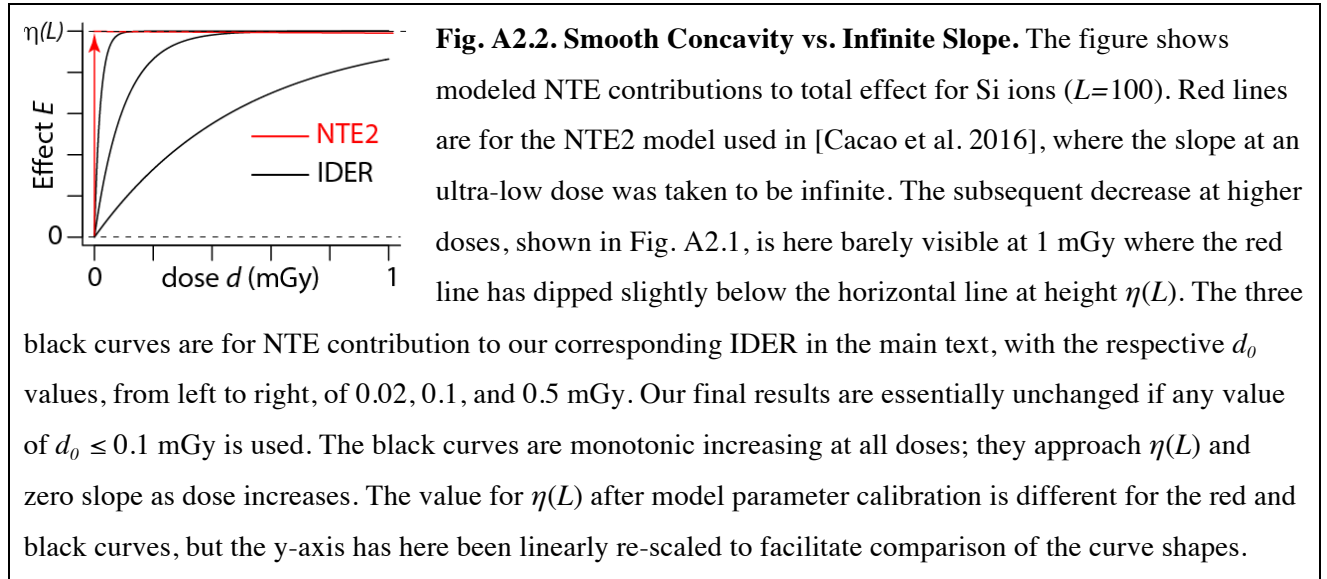 η(L)
Effect E
0
NTE2
IDER
0
dose d (mGy)
1
Fig. A2.2. Smooth Concavity vs. Infinite Slope. The figure shows
modeled NTE contributions to total effect for Si ions (L=100). Red lines
are for the NTE2 model used in [Cacao et al. 2016], where the slope at an
ultra-low dose was taken to be infinite. The subsequent decrease at higher
doses, shown in Fig. A2.1, is here barely visible at 1 mGy where the red
line has dipped slightly below the horizontal line at height η(L). The three
black curves are for NTE contribution to our corresponding IDER in the main text, with the respective d₀
values, from left to right, of 0.02, 0.1, and 0.5 mGy. Our final results are essentially unchanged if any value
of d₀ ≤ 0.1 mGy is used. The black curves are monotonic increasing at all doses; they approach η(L) and
zero slope as dose increases. The value for η(L) after model parameter calibration is different for the red and
black curves, but the y-axis has here been linearly re-scaled to facilitate comparison of the curve shapes.